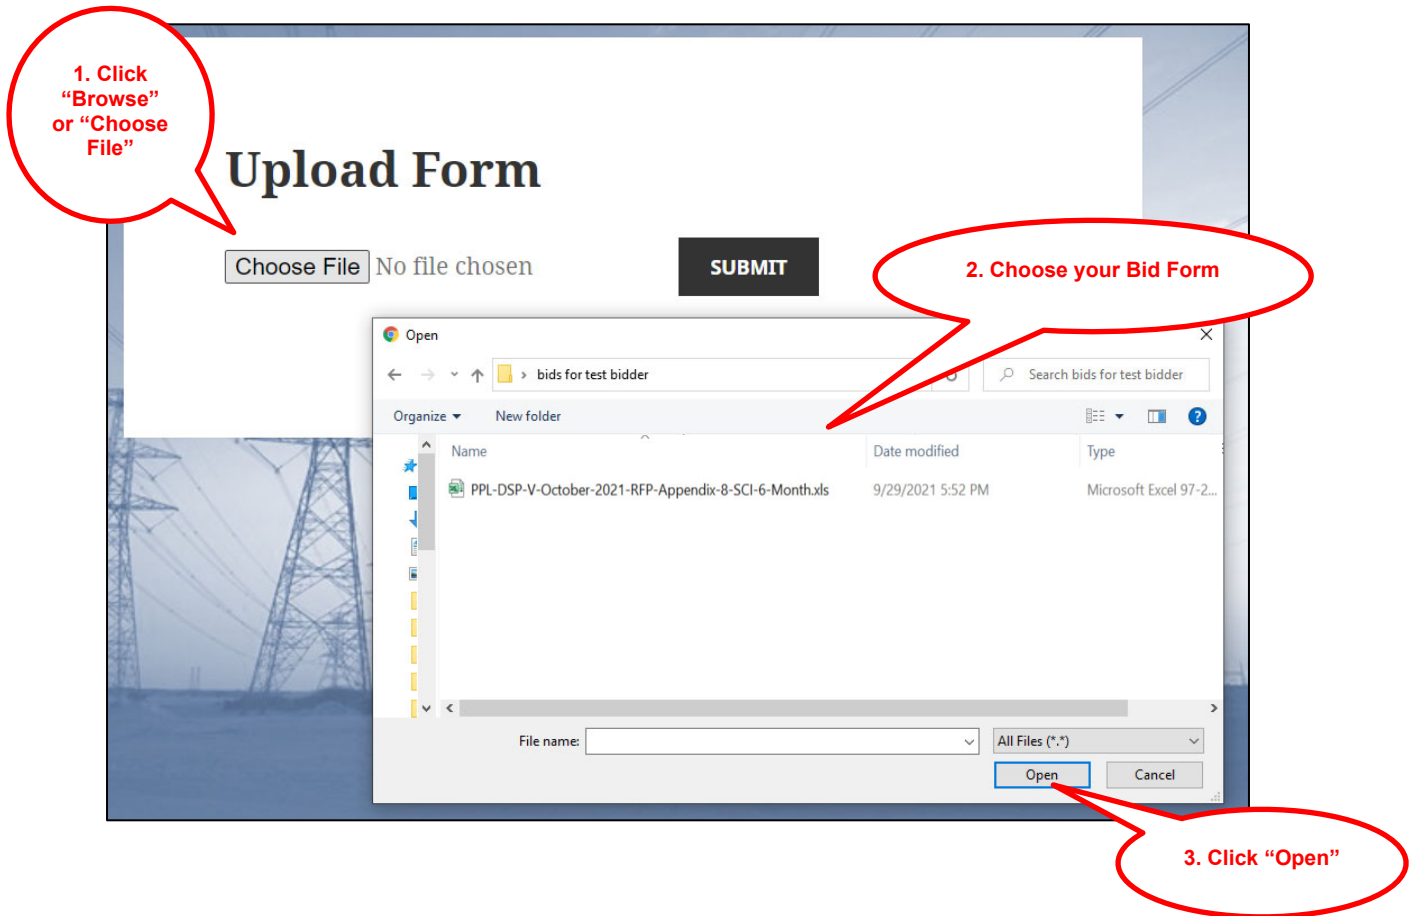 1. Click
“Browse”
or “Choose
File”
Upload Form
Choose File No file chosen
SUBMIT
2. Choose your Bid Form
Open
bids for test bidder
Search bids for test bidder
Organize
New folder
Name
Date modified
Type
PPL-DSP-V-October-2021-RFP-Appendix-8-SCI-6-Month.xls
9/29/2021 5:52 PM
Microsoft Excel 97-2...
File name:
All Files (*.*)
Open
Cancel
3. Click “Open”